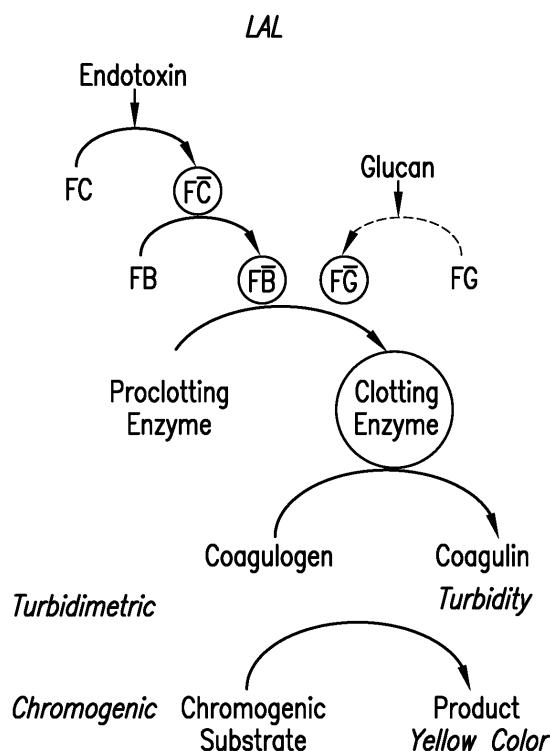 LAL
Endotoxin
FC
FC̅
Glucan
FB
FB̅
FG̅
FG
Proclotting
Enzyme
Clotting
Enzyme
Coagulogen
Coagulin
Turbidimetric
Turbidity
Chromogenic
Chromogenic
Substrate
Product
Yellow Color